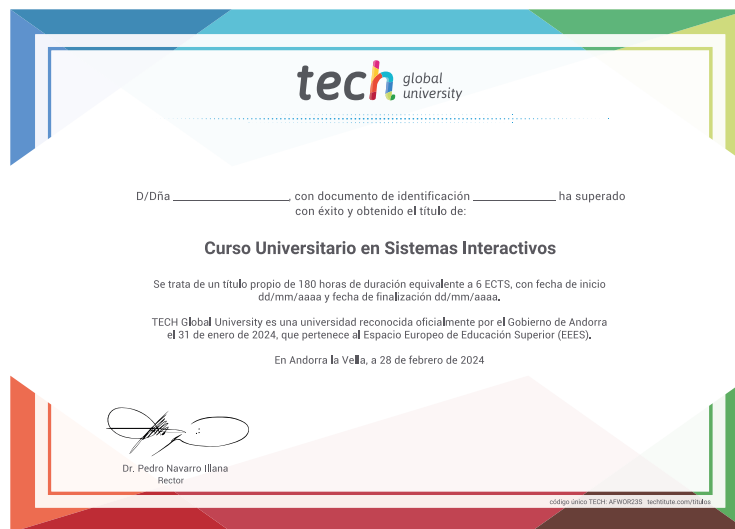 tech global
university
D/Dña ______________, con documento de identificación __________ ha superado
con éxito y obtenido el título de:
Curso Universitario en Sistemas Interactivos
Se trata de un título propio de 180 horas de duración equivalente a 6 ECTS, con fecha de inicio
dd/mm/aaaa y fecha de finalización dd/mm/aaaa.
TECH Global University es una universidad reconocida oficialmente por el Gobierno de Andorra
el 31 de enero de 2024, que pertenece al Espacio Europeo de Educación Superior (EEES).
En Andorra la Vella, a 28 de febrero de 2024
Dr. Pedro Navarro Illana
Rector
código único TECH: AFWOR23S techtitute.com/titulos